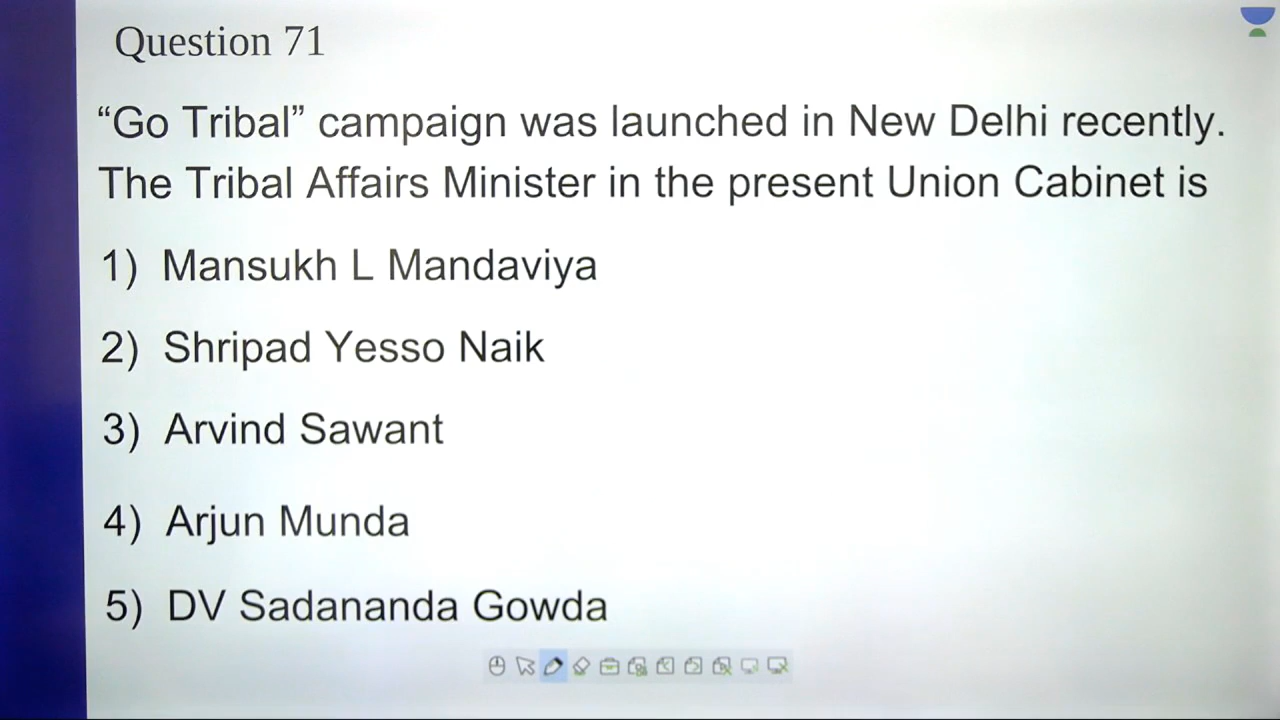 Question 71
“Go Tribal” campaign was launched in New Delhi recently.
The Tribal Affairs Minister in the present Union Cabinet is
1) Mansukh L Mandaviya
2) Shripad Yesso Naik
3) Arvind Sawant
4) Arjun Munda
5) DV Sadananda Gowda